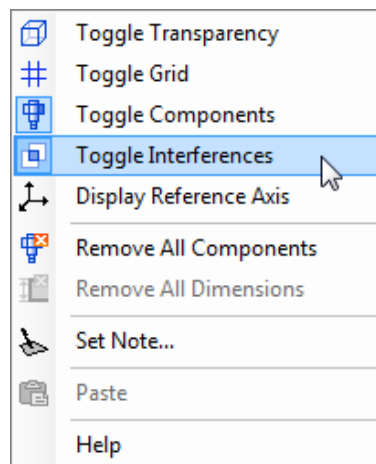 Toggle Transparency
Toggle Grid
Toggle Components
Toggle Interferences
Display Reference Axis
Remove All Components
Remove All Dimensions
Set Note...
Paste
Help